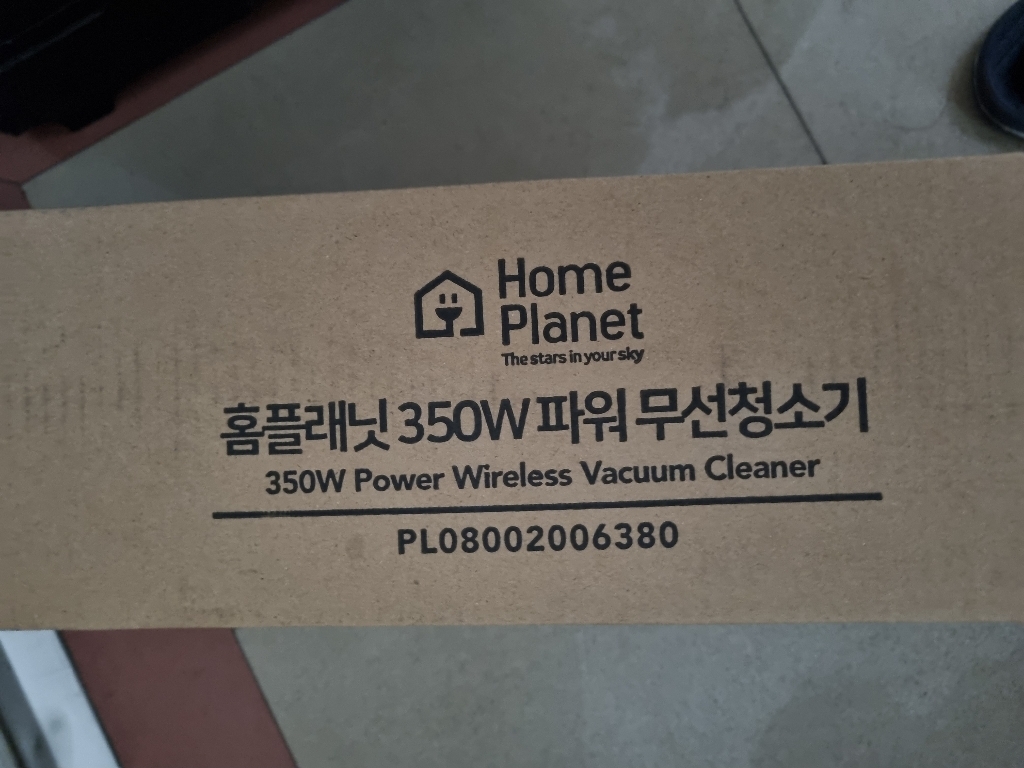 Home
Planet
The stars in your sky
홈플래닛 350W 파워 무선청소기
350W Power Wireless Vacuum Cleaner
PL08002006380